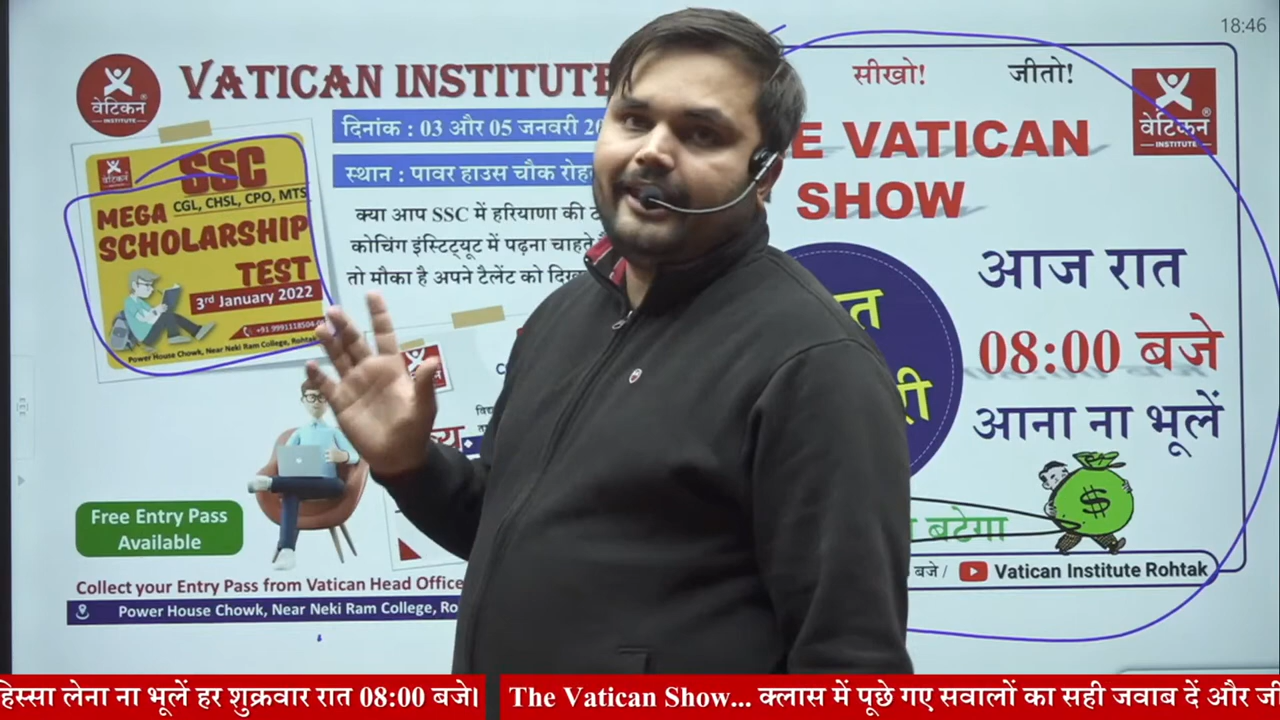 18:46
वेटिकन
INSTITUTE
VATICAN INSTITUTE
दिनांक : 03 और 05 जनवरी
स्थान : पावर हाउस चौक
वेटिकन
INSTITUTE
SSC
CGL, CHSL, CPO, MTS
MEGA
SCHOLARSHIP
TEST
3rd January 2022
Power House Chowk, Near Neki Ram College, Rohtak
क्या आप SSC में हरियाणा की
कोचिंग इंस्टिट्यूट में पढ़ना चाहते
तो मौका है अपने टैलेंट को
Free Entry Pass
Available
Collect your Entry Pass from Vatican Head Office
Power House Chowk, Near Neki Ram College,
सीखो! जीतो!
वेटिकन
INSTITUTE
VATICAN
SHOW
आज रात
08:00 बजे
आना ना भूलें
$
बटेगा
बजे / Vatican Institute Rohtak
हिस्सा लेना ना भूलें हर शुक्रवार रात 08:00 बजे। The Vatican Show... क्लास में पूछे गए सवालों का सही जवाब दें और